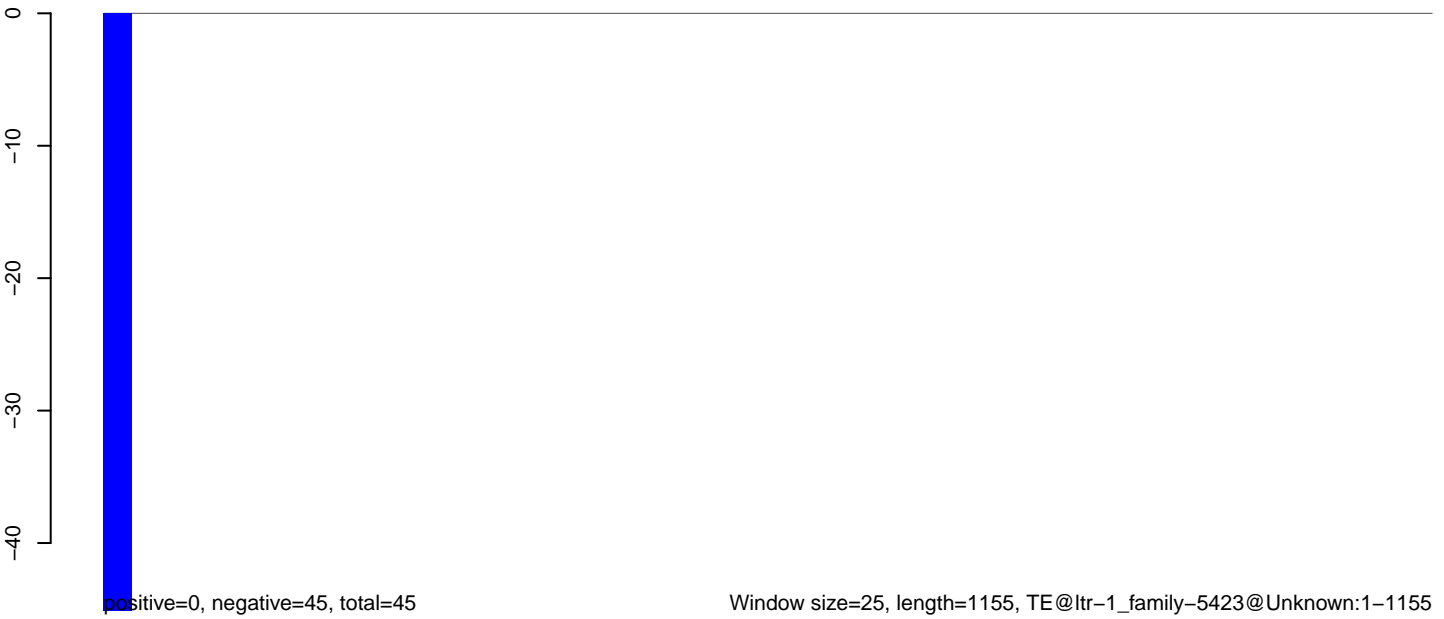 0
−10
−20
−30
−40
positive=0, negative=45, total=45
Window size=25, length=1155, TE@ltr−1_family−5423@Unknown:1−1155